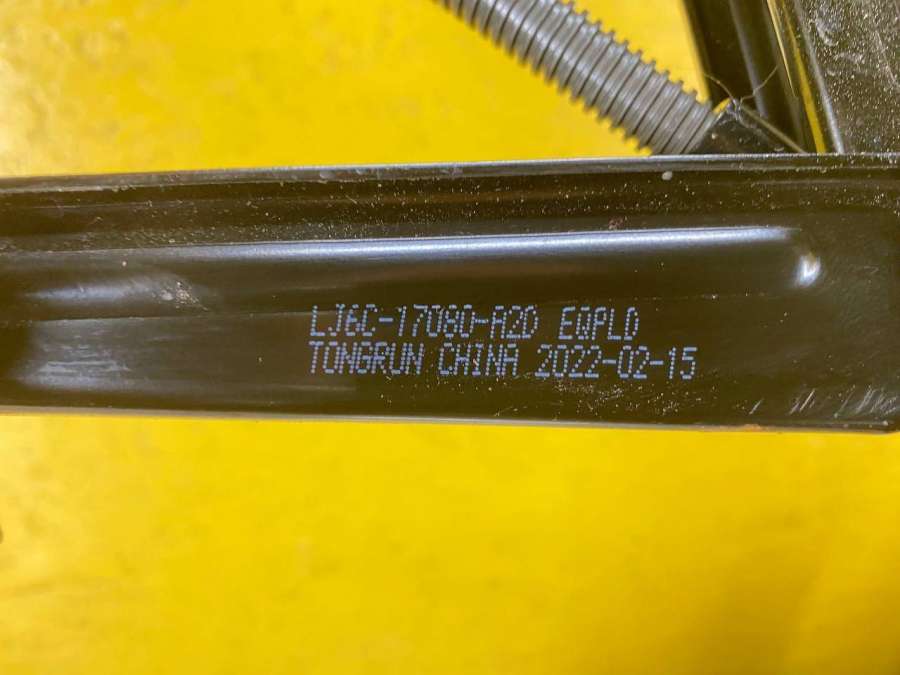 LJ6C-17080-A2D EQPLD
TONGRUN CHINA 2022-02-15